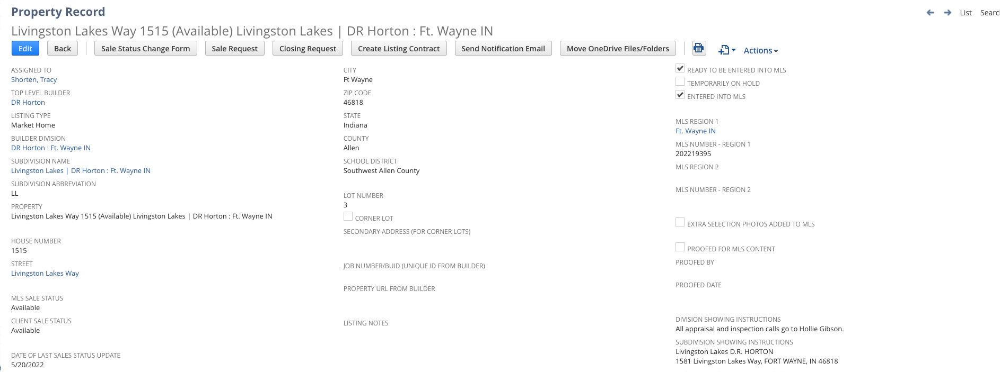 Property Record
List
Livingston Lakes Way 1515 (Available) Livingston Lakes | DR Horton : Ft. Wayne IN
Edit
Back
Sale Status Change Form
Sale Request
Closing Request
Create Listing Contract
Send Notification Email
Move OneDrive Files/Folders
Actions
ASSIGNED TO
Shorten, Tracy
TOP LEVEL BUILDER
DR Horton
LISTING TYPE
Market Home
BUILDER DIVISION
DR Horton : Ft. Wayne IN
SUBDIVISION NAME
Livingston Lakes | DR Horton : Ft. Wayne IN
SUBDIVISION ABBREVIATION
LL
PROPERTY
Livingston Lakes Way 1515 (Available) Livingston Lakes | DR Horton : Ft. Wayne IN
HOUSE NUMBER
1515
STREET
Livingston Lakes Way
MLS SALE STATUS
Available
CLIENT SALE STATUS
Available
DATE OF LAST SALES STATUS UPDATE
5/20/2022
CITY
Ft Wayne
ZIP CODE
46818
STATE
Indiana
COUNTY
Allen
SCHOOL DISTRICT
Southwest Allen County
LOT NUMBER
3
CORNER LOT
SECONDARY ADDRESS (FOR CORNER LOTS)
JOB NUMBER/BUID (UNIQUE ID FROM BUILDER)
PROPERTY URL FROM BUILDER
LISTING NOTES
READY TO BE ENTERED INTO MLS
TEMPORARILY ON HOLD
ENTERED INTO MLS
MLS REGION 1
Ft. Wayne IN
MLS NUMBER - REGION 1
202219395
MLS REGION 2
MLS NUMBER - REGION 2
EXTRA SELECTION PHOTOS ADDED TO MLS
PROOFED FOR MLS CONTENT
PROOFED BY
PROOFED DATE
DIVISION SHOWING INSTRUCTIONS
All appraisal and inspection calls go to Hollie Gibson.
SUBDIVISION SHOWING INSTRUCTIONS
Livingston Lakes D.R. HORTON
1581 Livingston Lakes Way, FORT WAYNE, IN 46818